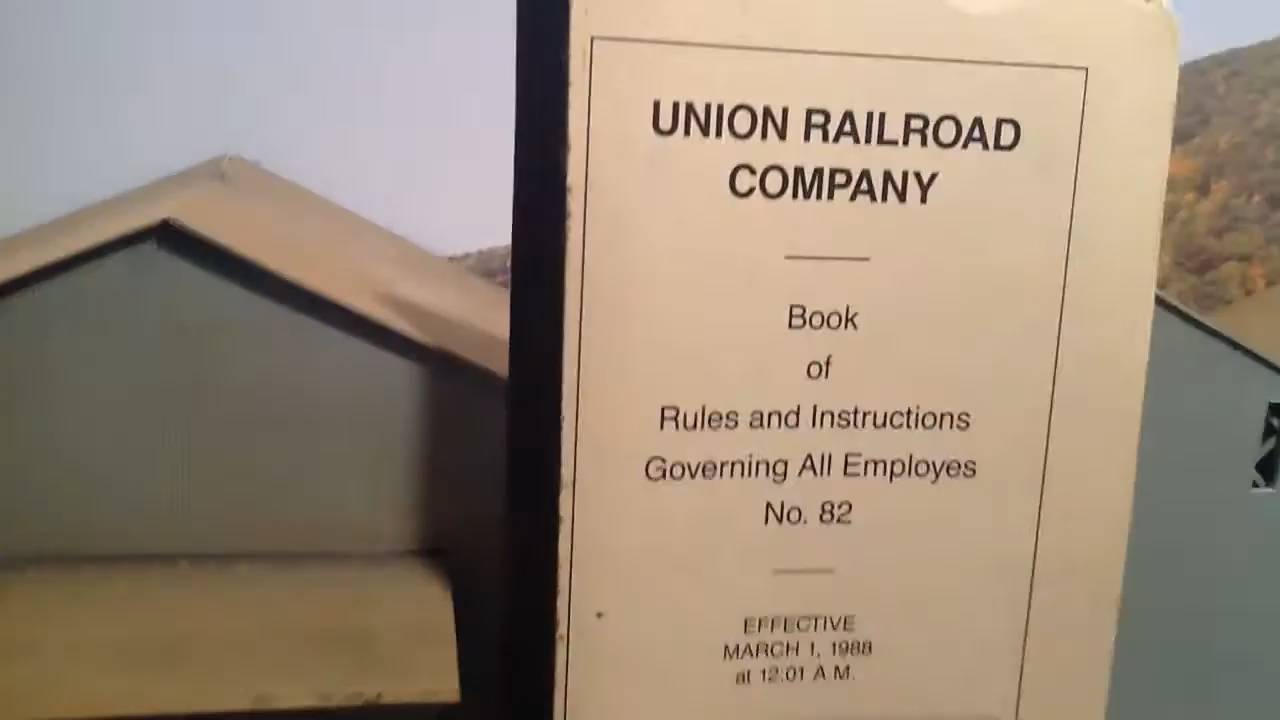 UNION RAILROAD
COMPANY
Book
of
Rules and Instructions
Governing All Employes
No. 82
EFFECTIVE
MARCH 1, 1988
at 12:01 A.M.